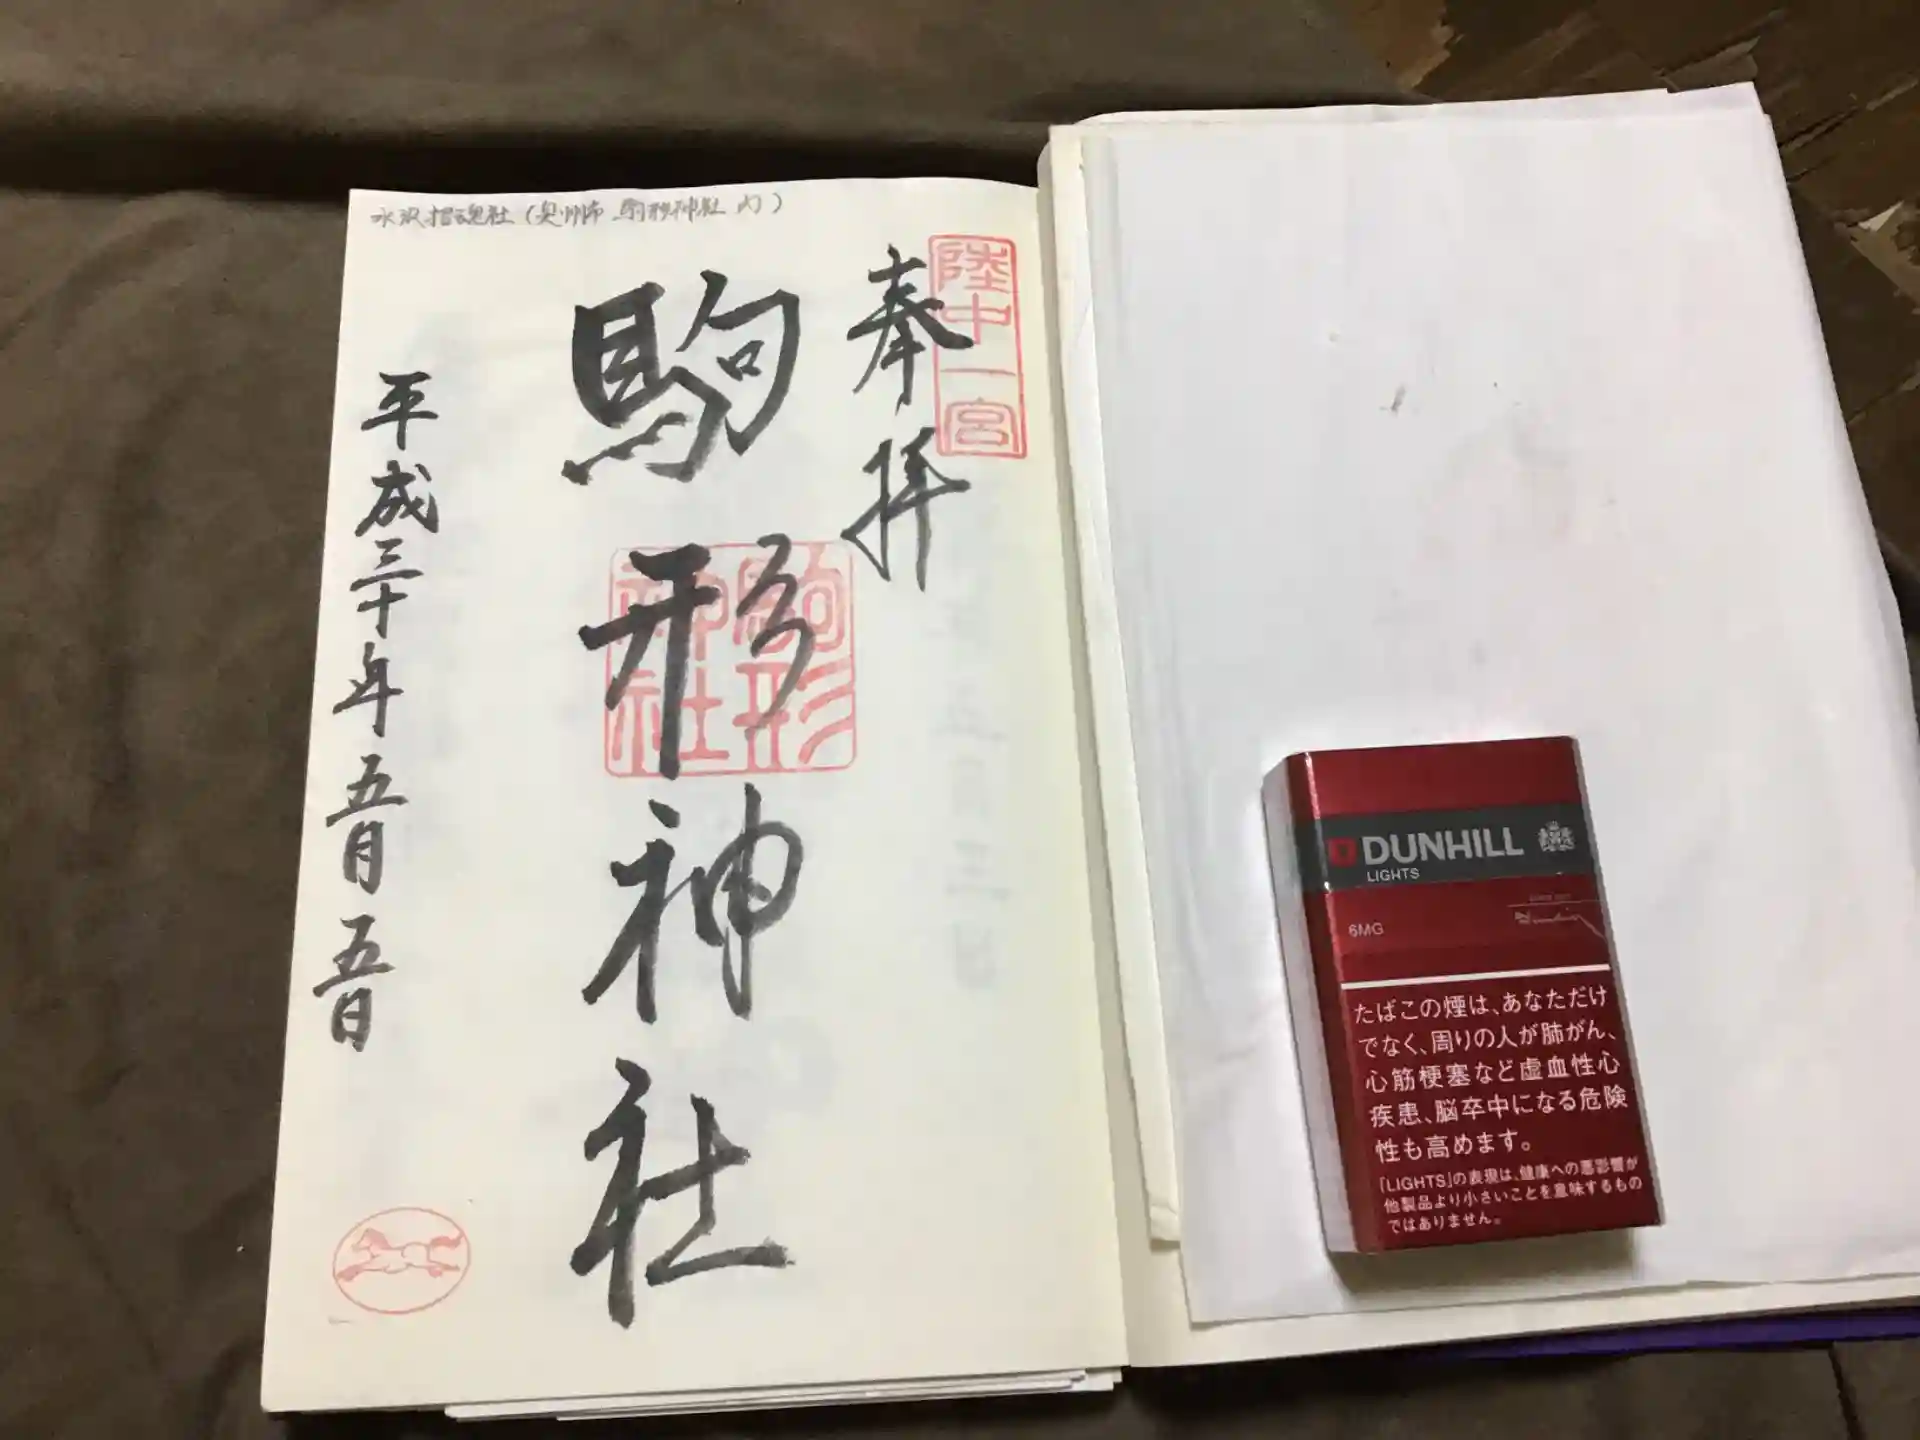 水沢招魂社(奥州市 駒形神社 内)
陸中一宮
奉拝
駒形神社
駒形
神社
平成三十年五月五日
DUNHILL
LIGHTS
6MG
たばこの煙は、あなただけ
でなく、周りの人が肺がん、
心筋梗塞など虚血性心
疾患、脳卒中になる危険
性も高めます。
「LIGHTS」の表現は、健康への悪影響が
他製品より小さいことを意味するもの
ではありません。